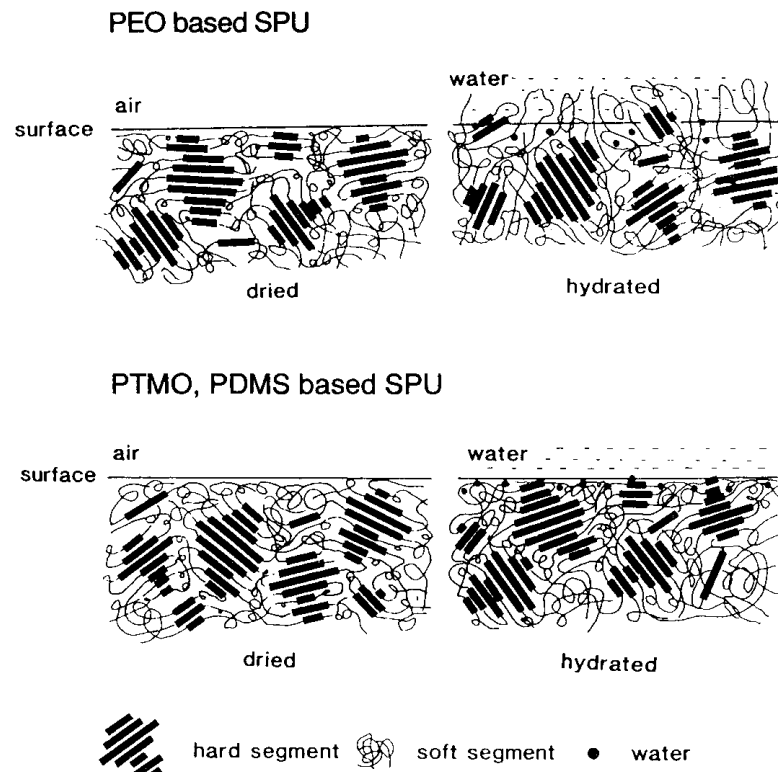 PEO based SPU
air
water
surface
dried
hydrated
PTMO, PDMS based SPU
air
water
surface
dried
hydrated
hard segment soft segment water